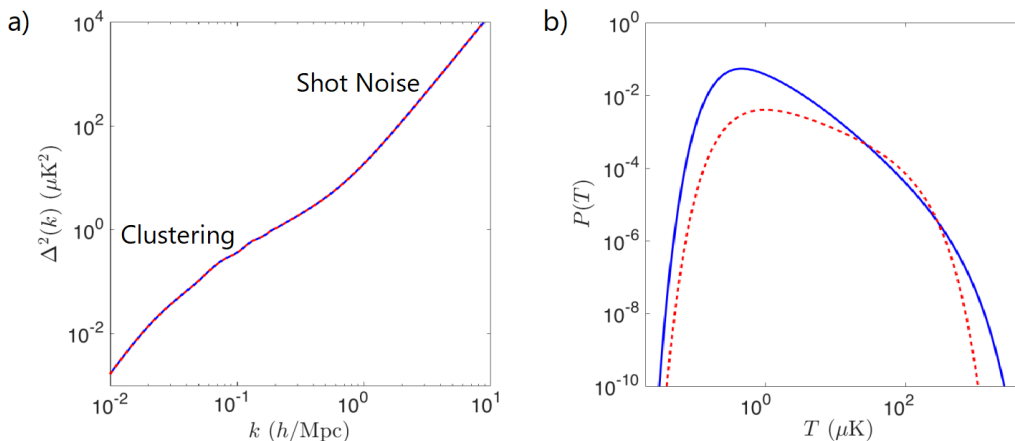 a)
10^4
10^2
10^0
10^-2
Δ^2(k) (μK^2)
Shot Noise
Clustering
10^-2
10^-1
10^0
10^1
k (h/Mpc)
b)
10^0
10^-2
10^-4
10^-6
10^-8
10^-10
P(T)
10^0
10^2
T (μK)